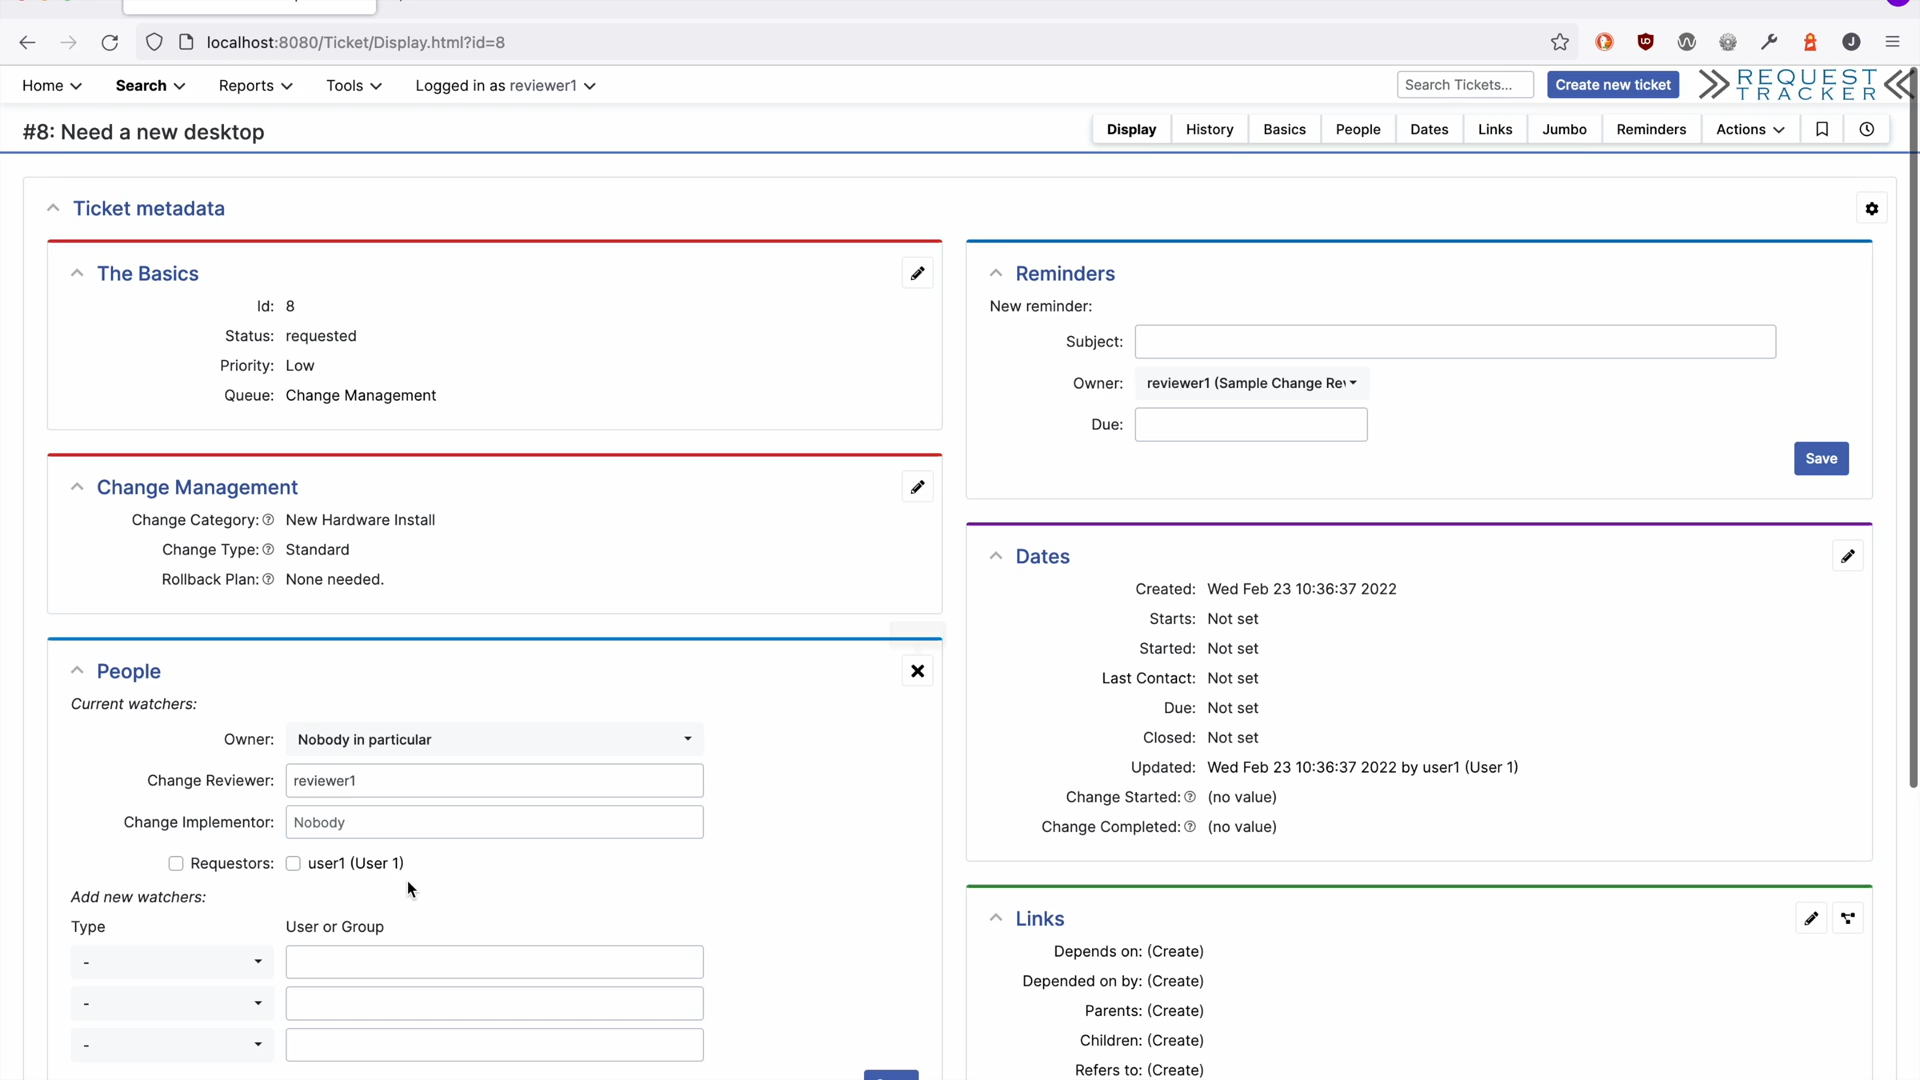 localhost:8080/Ticket/Display.html?id=8
Home Search Reports Tools Logged in as reviewer1 Search Tickets... Create new ticket REQUEST TRACKER
#8: Need a new desktop Display History Basics People Dates Links Jumbo Reminders Actions
Ticket metadata
The Basics
Id: 8
Status: requested
Priority: Low
Queue: Change Management
Change Management
Change Category: New Hardware Install
Change Type: Standard
Rollback Plan: None needed.
People
Current watchers:
Owner: Nobody in particular
Change Reviewer: reviewer1
Change Implementor: Nobody
Requestors: user1 (User 1)
Add new watchers:
Type User or Group
-
-
-
Reminders
New reminder:
Subject:
Owner: reviewer1 (Sample Change Re
Due:
Save
Dates
Created: Wed Feb 23 10:36:37 2022
Starts: Not set
Started: Not set
Last Contact: Not set
Due: Not set
Closed: Not set
Updated: Wed Feb 23 10:36:37 2022 by user1 (User 1)
Change Started: (no value)
Change Completed: (no value)
Links
Depends on: (Create)
Depended on by: (Create)
Parents: (Create)
Children: (Create)
Refers to: (Create)